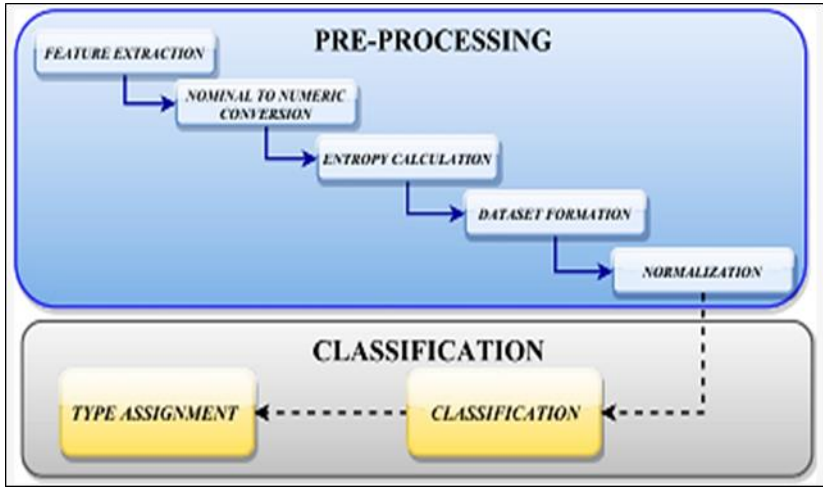 PRE-PROCESSING
FEATURE EXTRACTION
NOMINAL TO NUMERIC
CONVERSION
ENTROPY CALCULATION
DATASET FORMATION
NORMALIZATION
CLASSIFICATION
TYPE ASSIGNMENT
CLASSIFICATION